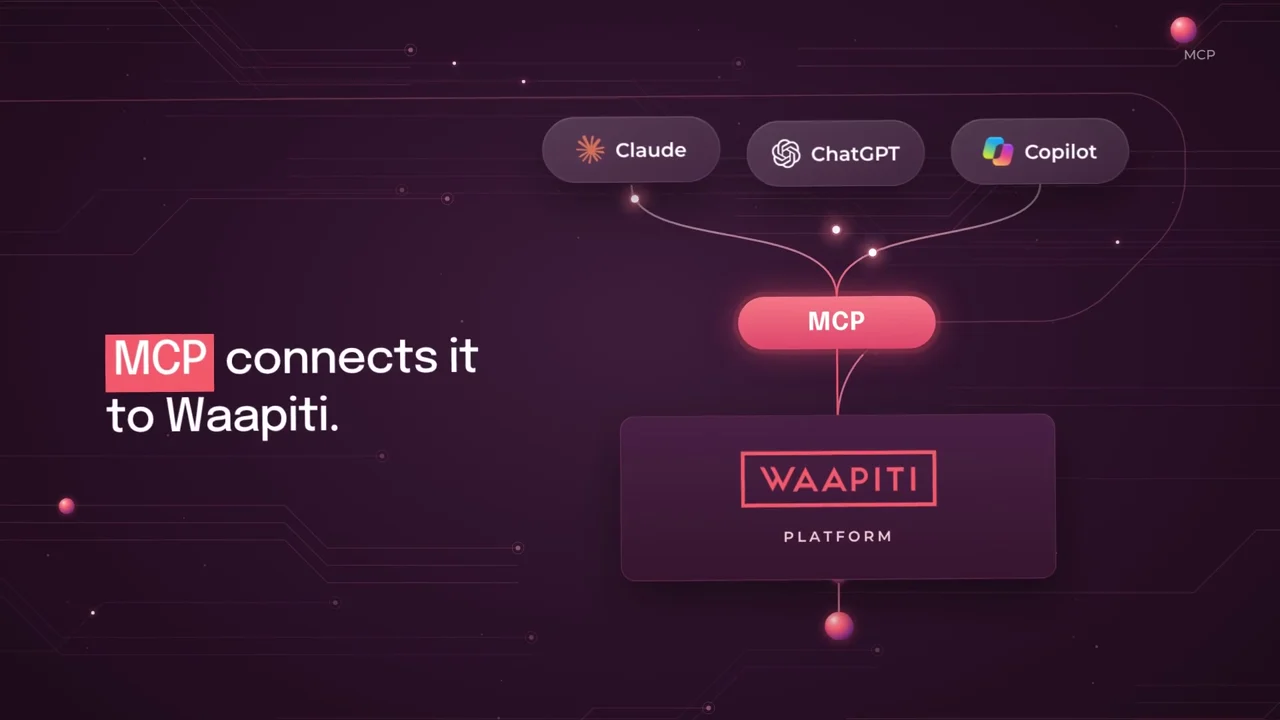 MCP
Claude
ChatGPT
Copilot
MCP
MCP connects it
to Waapiti.
WAAPITI
PLATFORM